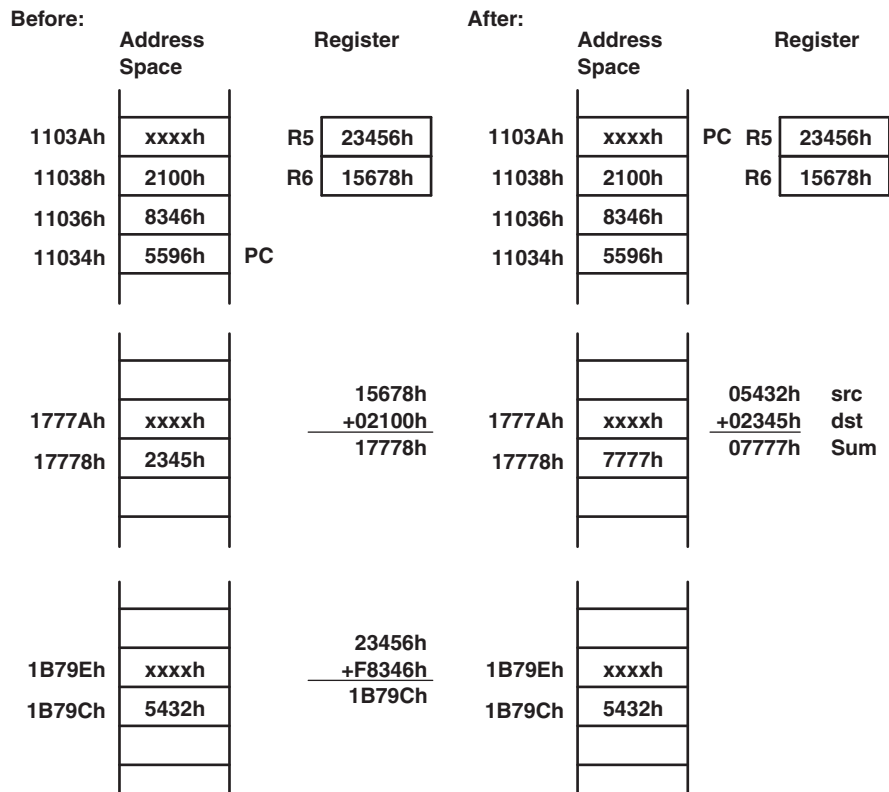 Before: After:
Address Register Address Register
Space Space
1103Ah xxxxh R5 23456h 1103Ah xxxxh PC R5 23456h
11038h 2100h R6 15678h 11038h 2100h R6 15678h
11036h 8346h 11036h 8346h
11034h 5596h PC 11034h 5596h
15678h 05432h src
1777Ah xxxxh +02100h 1777Ah xxxxh +02345h dst
17778h 2345h 17778h 17778h 7777h 07777h Sum
23456h
1B79Eh xxxxh +F8346h 1B79Eh xxxxh
1B79Ch 5432h 1B79Ch 1B79Ch 5432h